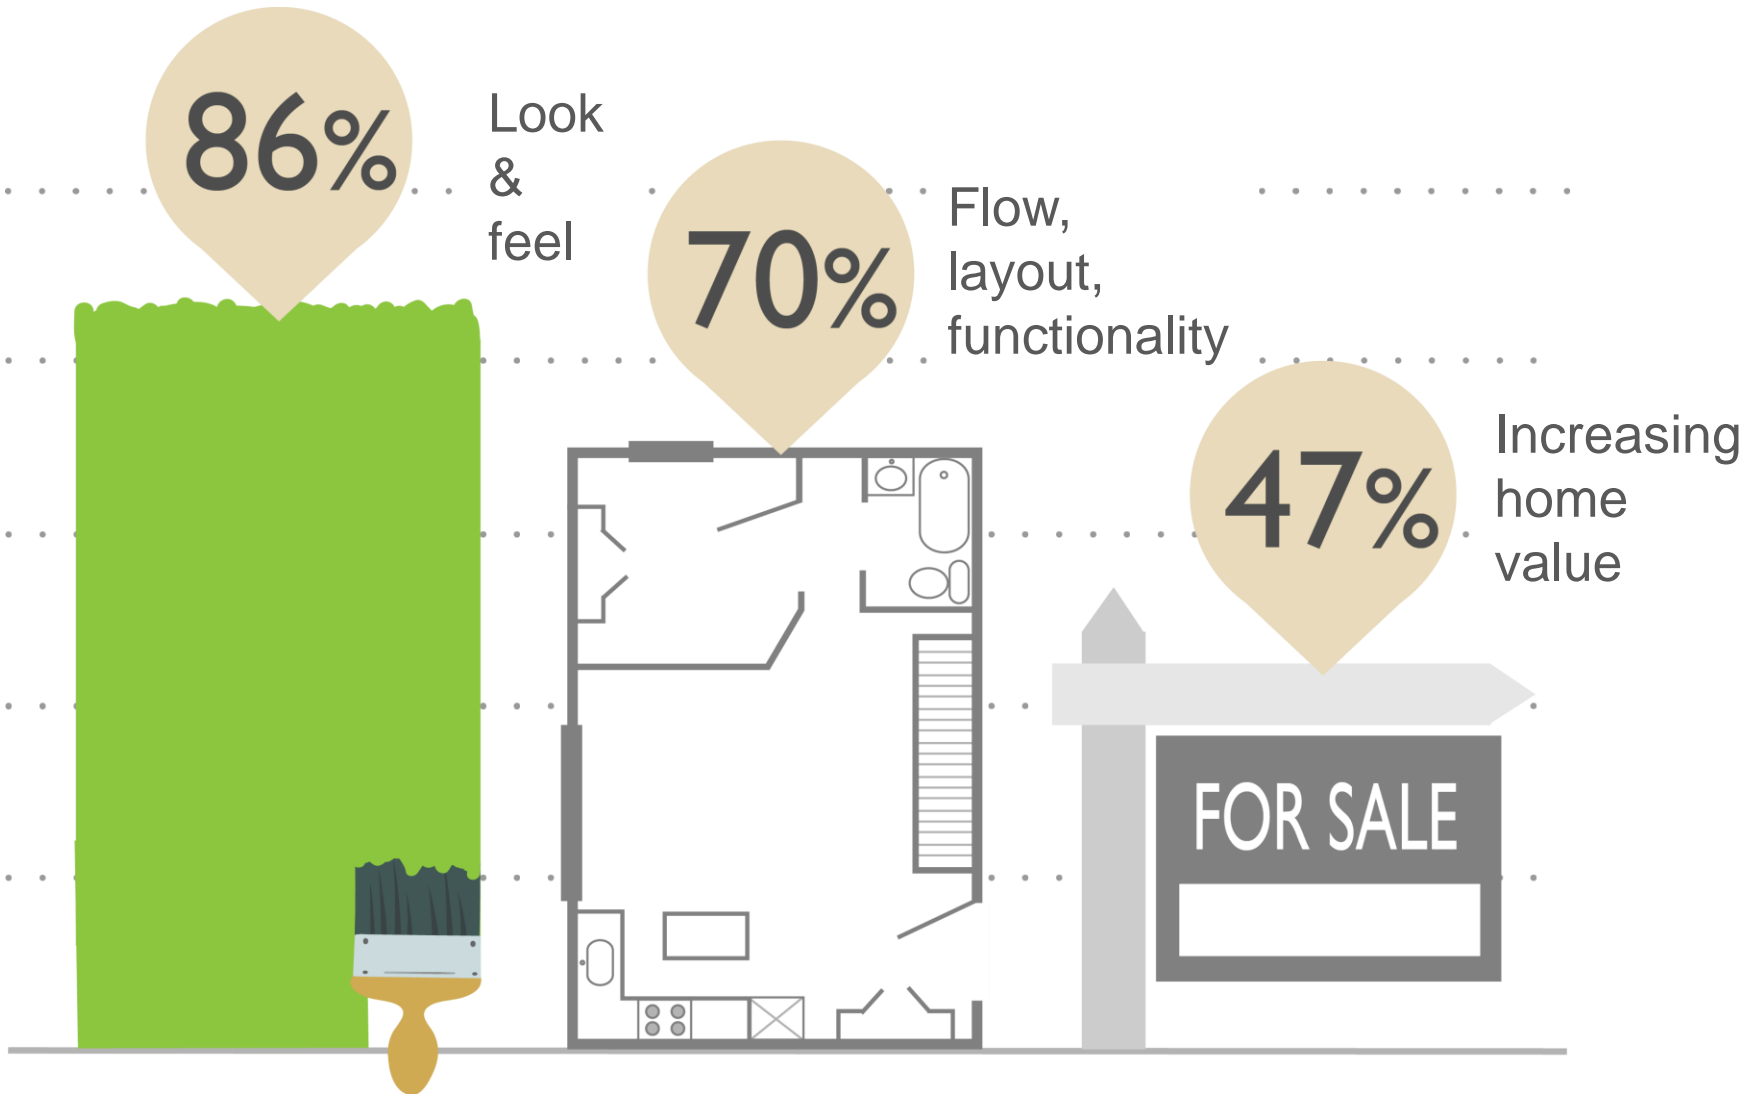 86%
Look
&
feel
70%
Flow,
layout,
functionality
47%
Increasing
home
value
FOR SALE